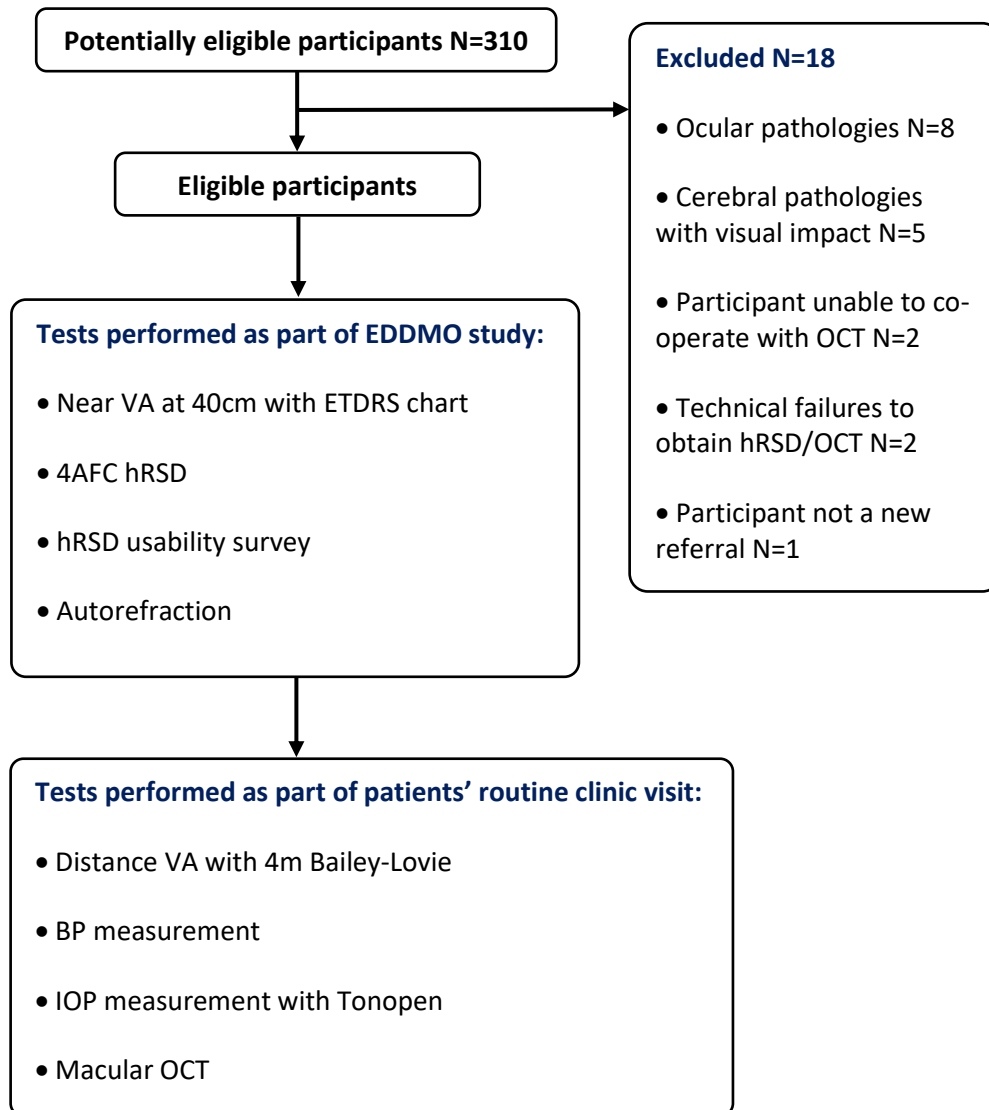 Potentially eligible participants N=310
Excluded N=18
• Ocular pathologies N=8
• Cerebral pathologies
with visual impact N=5
• Participant unable to co-
operate with OCT N=2
• Technical failures to
obtain hRSD/OCT N=2
• Participant not a new
referral N=1
Eligible participants
Tests performed as part of EDDMO study:
• Near VA at 40cm with ETDRS chart
• 4AFC hRSD
• hRSD usability survey
• Autorefraction
Tests performed as part of patients’ routine clinic visit:
• Distance VA with 4m Bailey-Lovie
• BP measurement
• IOP measurement with Tonopen
• Macular OCT